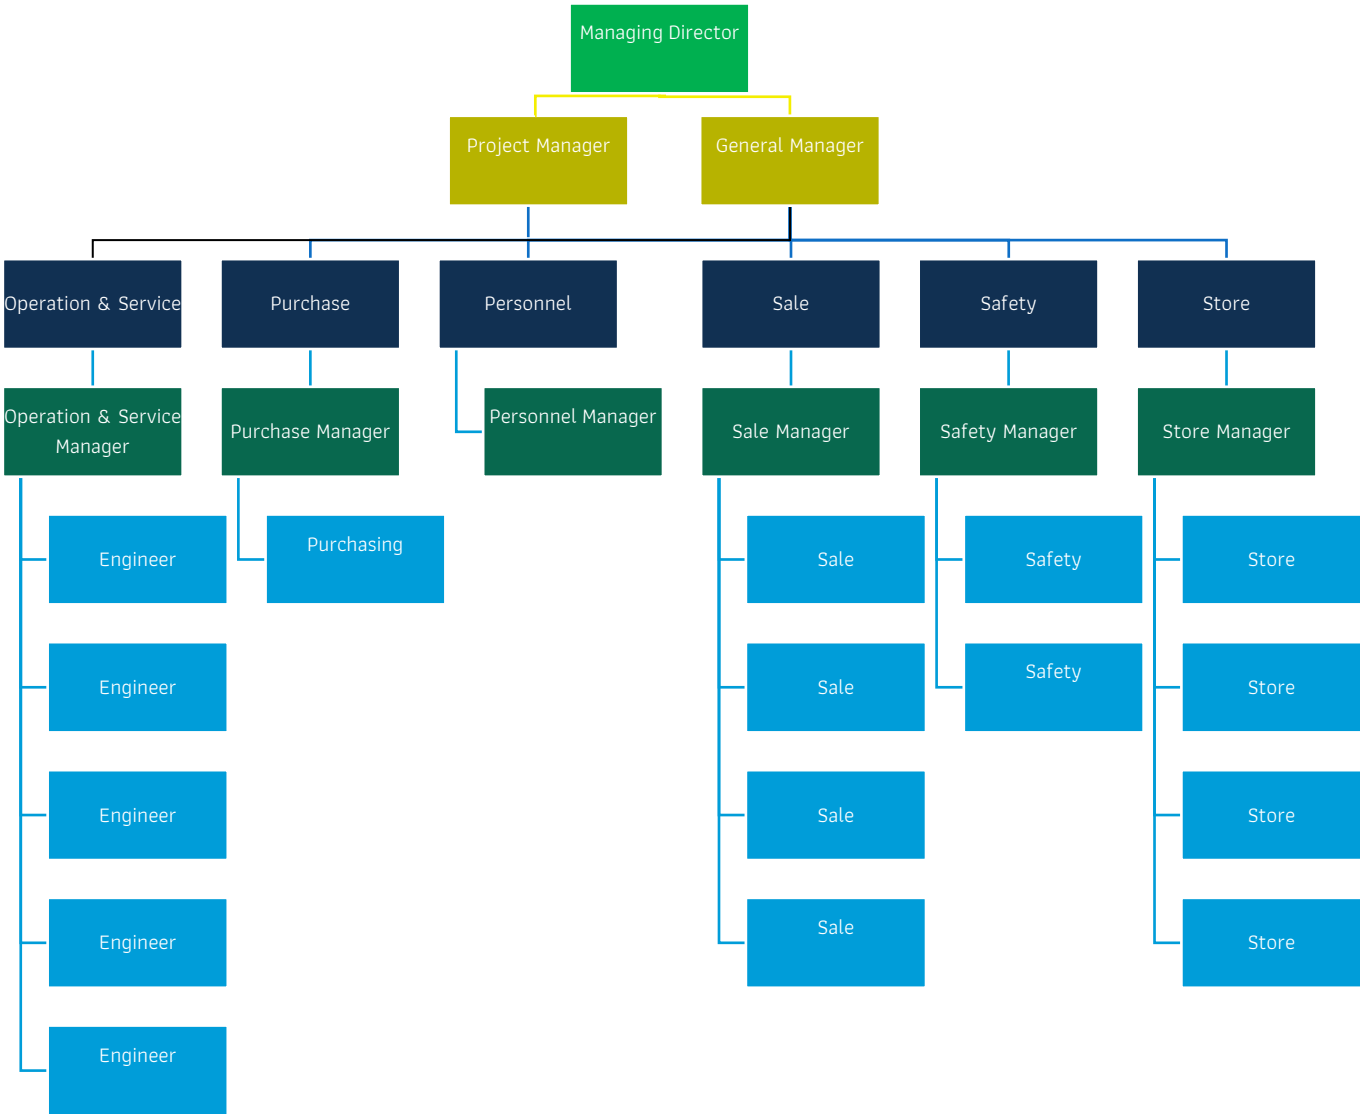 Managing Director
Project Manager
General Manager
Operation & Service
Purchase
Personnel
Sale
Safety
Store
Operation & Service
Manager
Purchase Manager
Personnel Manager
Sale Manager
Safety Manager
Store Manager
Engineer
Purchasing
Sale
Safety
Store
Engineer
Sale
Safety
Store
Engineer
Sale
Store
Engineer
Sale
Store
Engineer